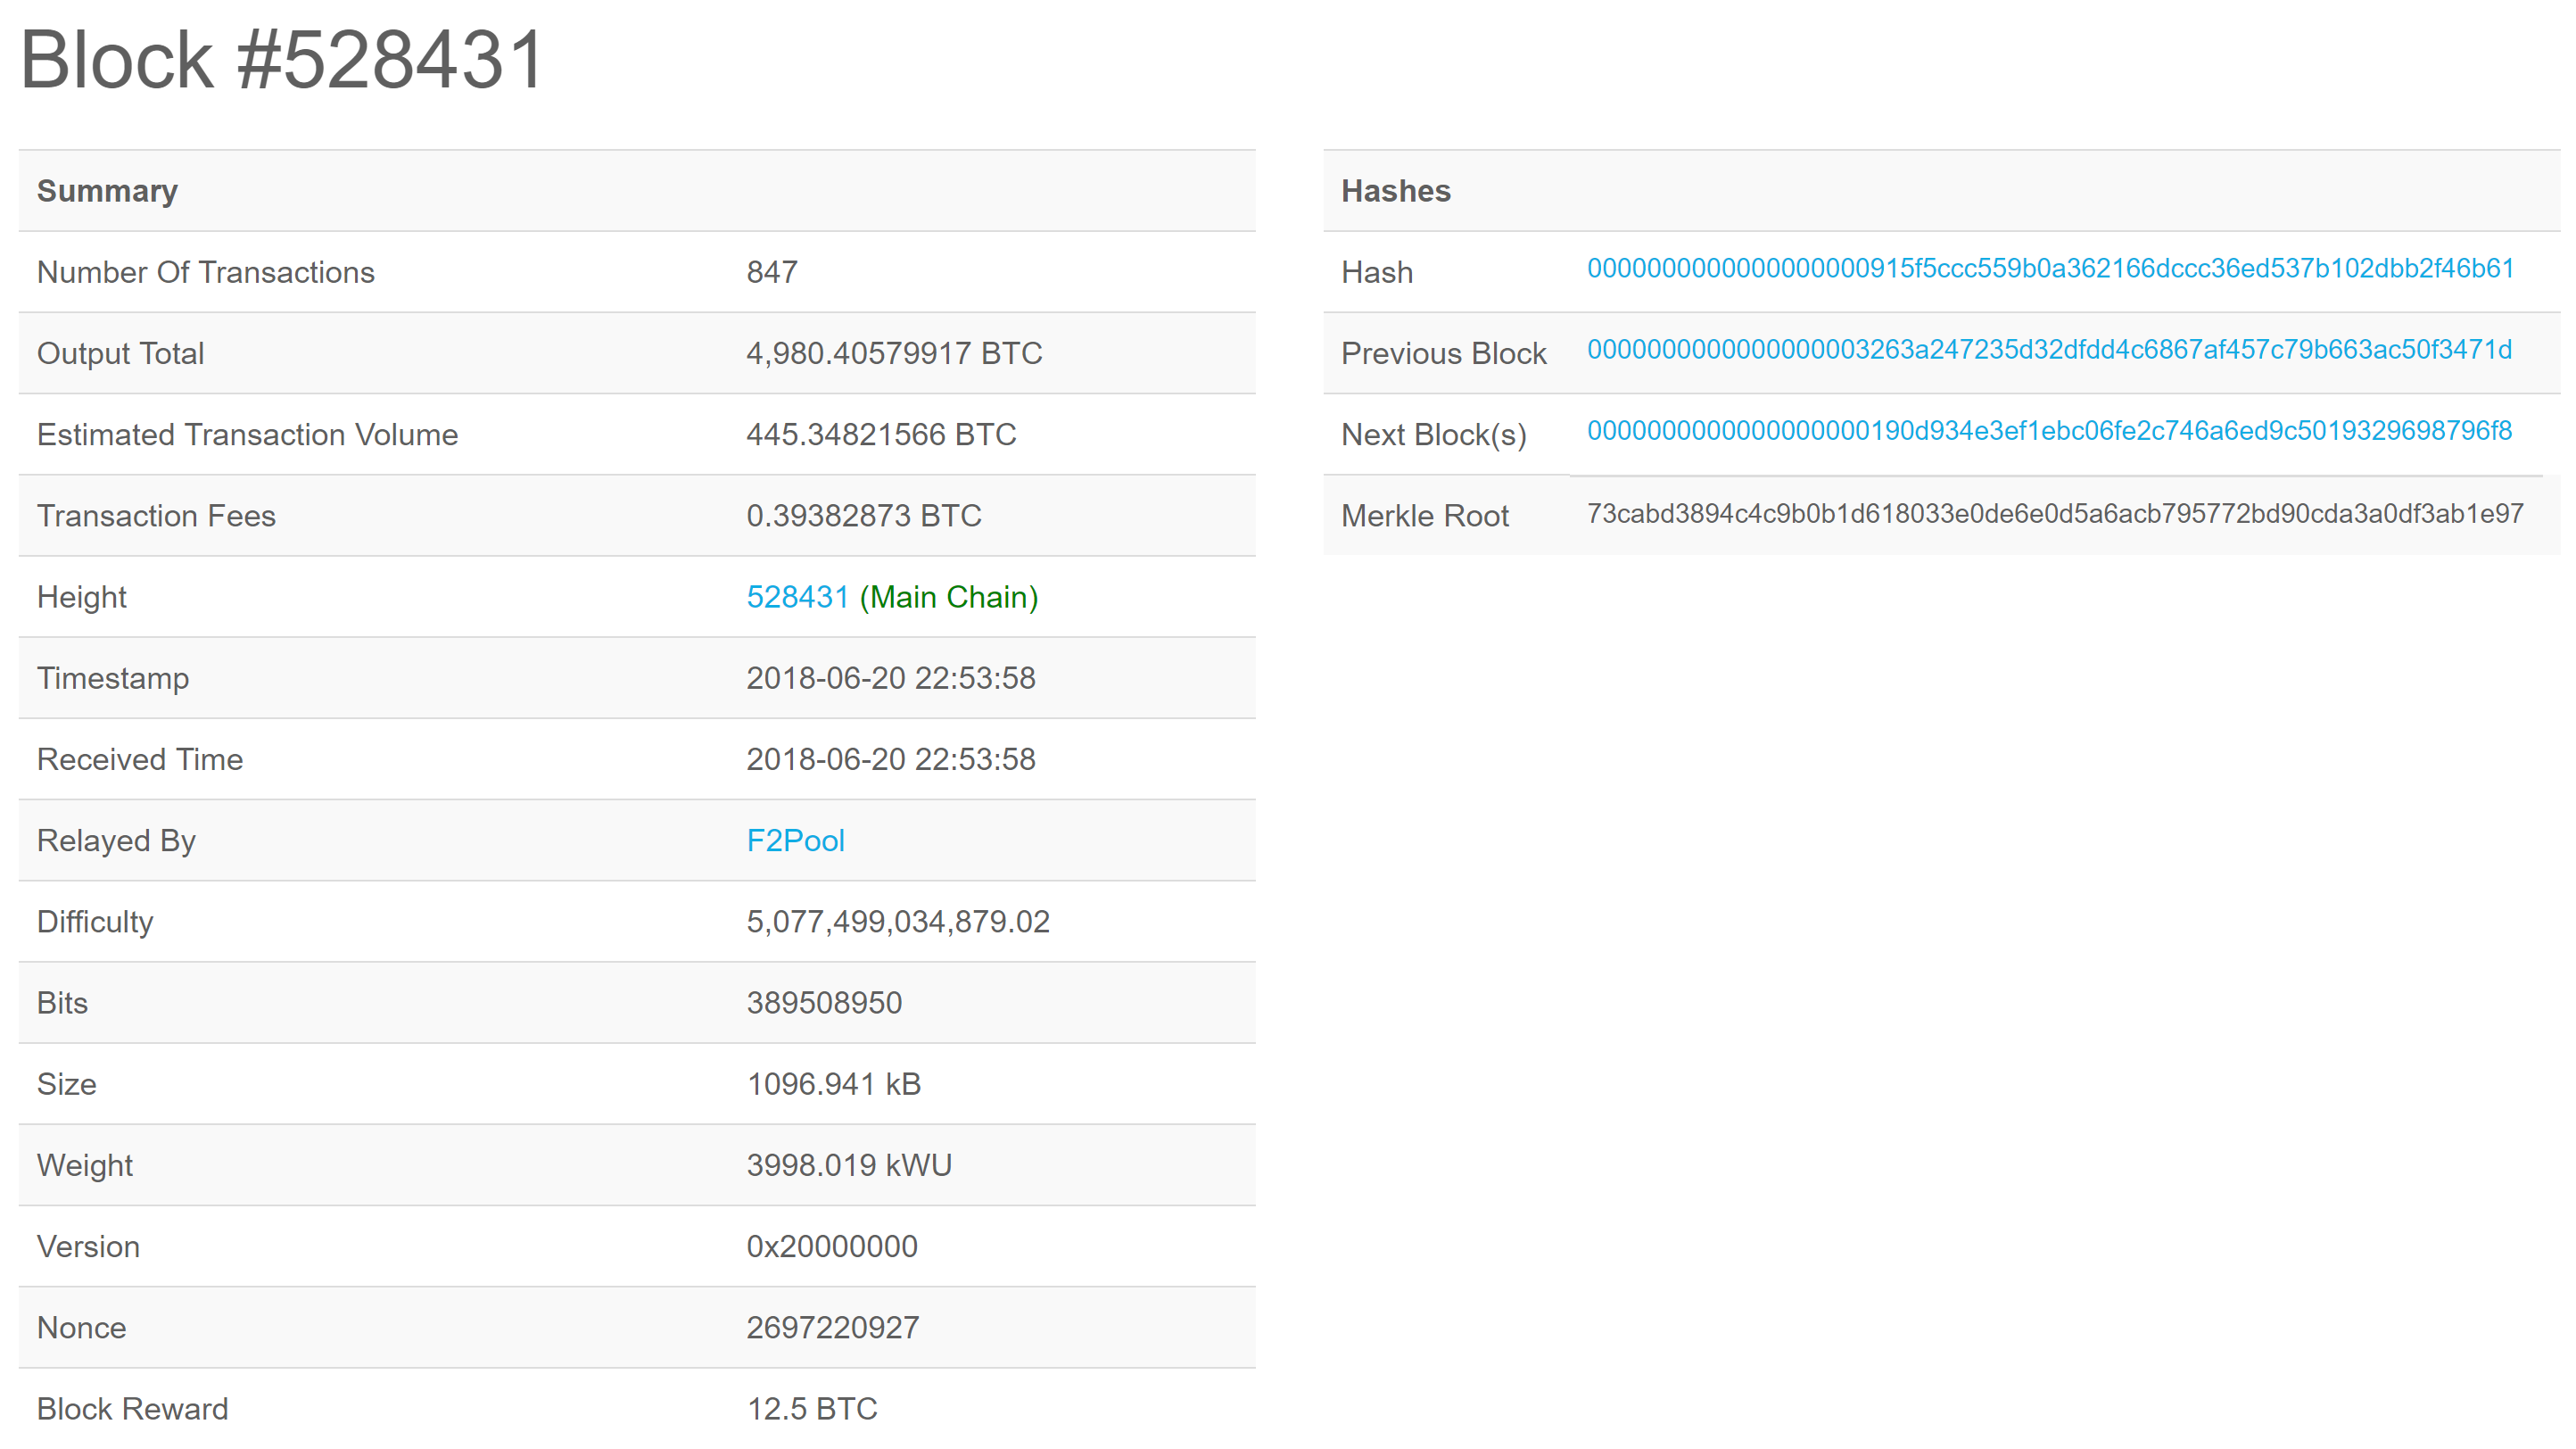 Block #528431
Summary
Number Of Transactions 847
Output Total 4,980.40579917 BTC
Estimated Transaction Volume 445.34821566 BTC
Transaction Fees 0.39382873 BTC
Height 528431 (Main Chain)
Timestamp 2018-06-20 22:53:58
Received Time 2018-06-20 22:53:58
Relayed By F2Pool
Difficulty 5,077,499,034,879.02
Bits 389508950
Size 1096.941 kB
Weight 3998.019 kWU
Version 0x20000000
Nonce 2697220927
Block Reward 12.5 BTC
Hashes
Hash 0000000000000000000915f5ccc559b0a362166dccc36ed537b102dbb2f46b61
Previous Block 0000000000000000003263a247235d32dfdd4c6867af457c79b663ac50f3471d
Next Block(s) 0000000000000000000190d934e3ef1ebc06fe2c746a6ed9c5019329698796f8
Merkle Root 73cabd3894c4c9b0b1d618033e0de6e0d5a6acb795772bd90cda3a0df3ab1e97